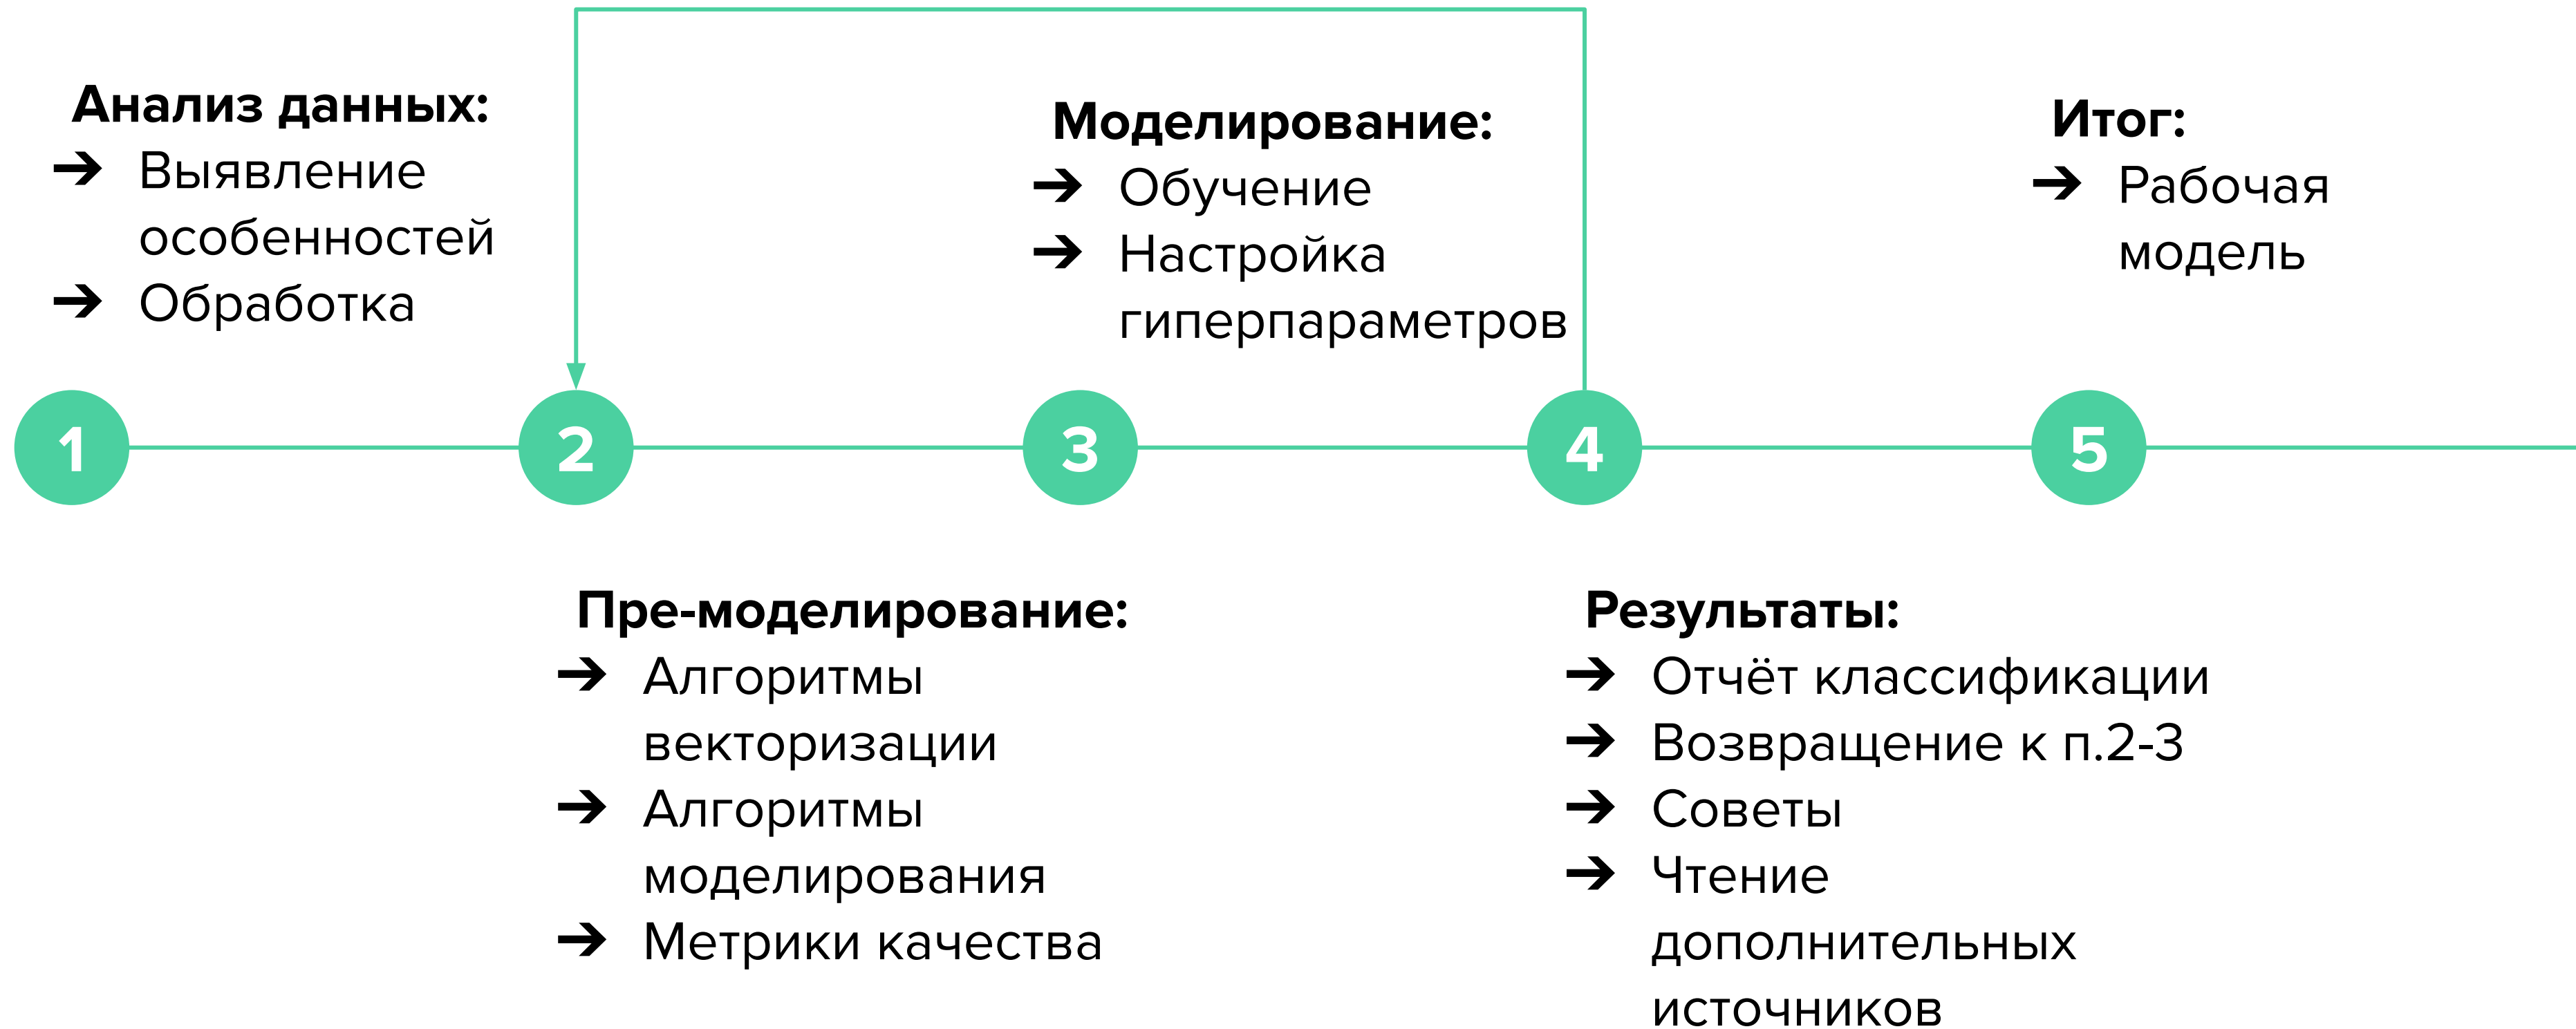 Анализ данных:
➔ Выявление
особенностей
➔ Обработка
Моделирование:
➔ Обучение
➔ Настройка
гиперпараметров
Итог:
➔ Рабочая
модель
1
2
3
4
5
Пре-моделирование:
➔ Алгоритмы
векторизации
➔ Алгоритмы
моделирования
➔ Метрики качества
Результаты:
➔ Отчёт классификации
➔ Возвращение к п.2-3
➔ Советы
➔ Чтение
дополнительных
источников